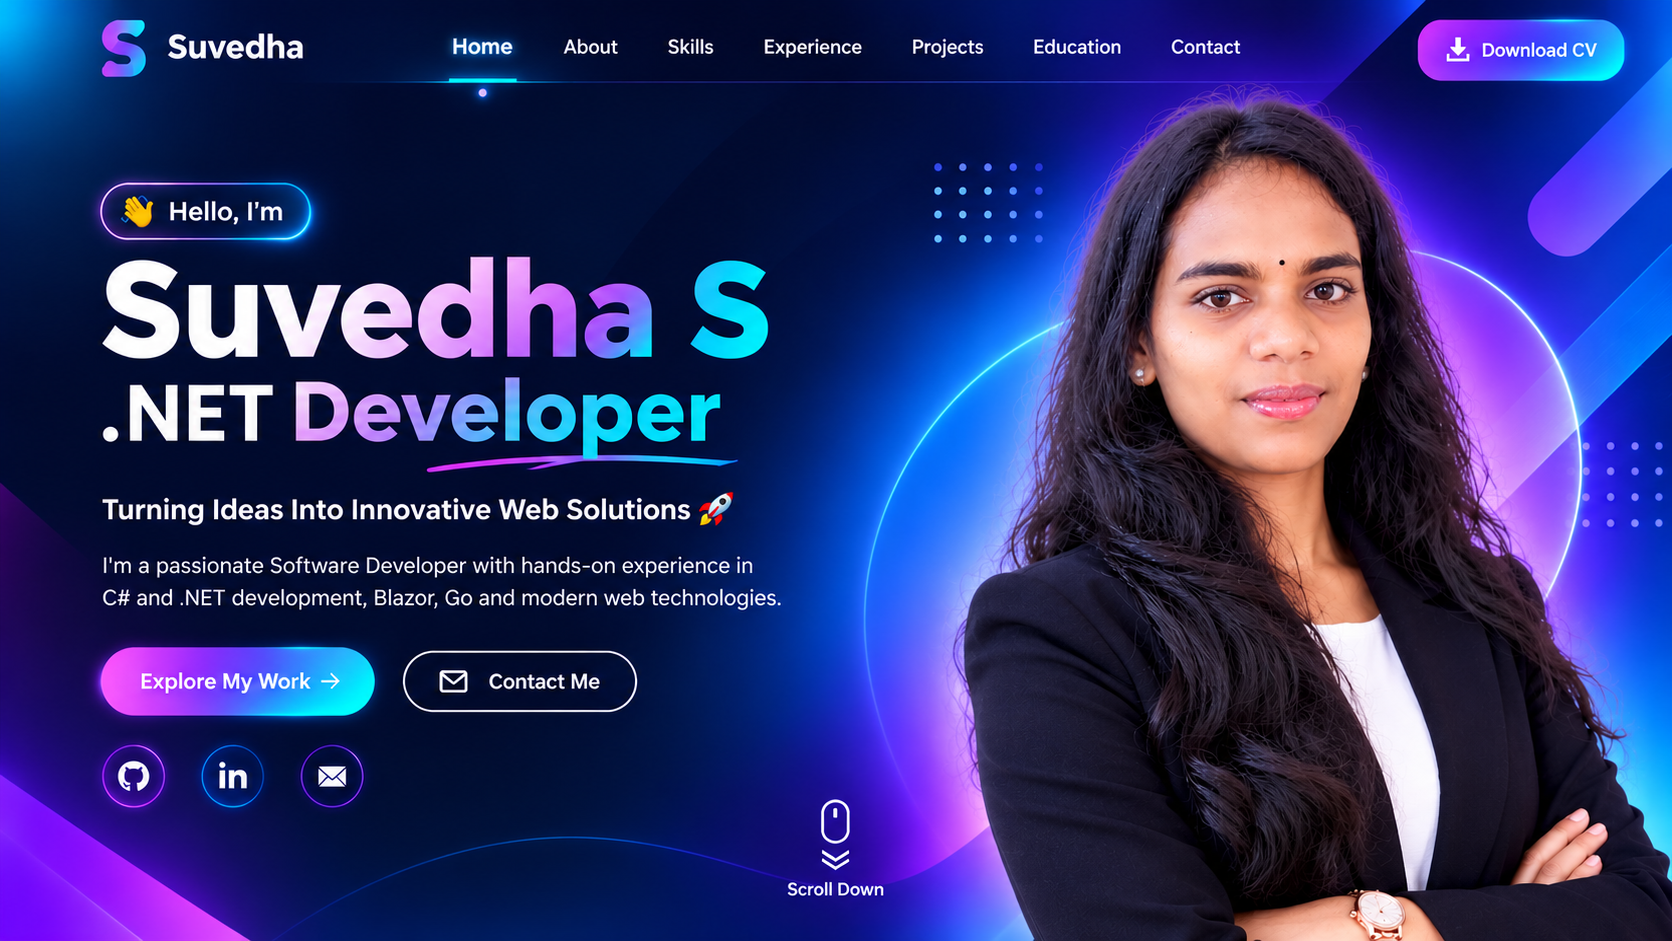 S Suvedha
Home About Skills Experience Projects Education Contact
Download CV
👋 Hello, I'm
Suvedha S
.NET Developer
Turning Ideas Into Innovative Web Solutions 🚀
I'm a passionate Software Developer with hands-on experience in
C# and .NET development, Blazor, Go and modern web technologies.
Explore My Work →
Contact Me
in
Scroll Down